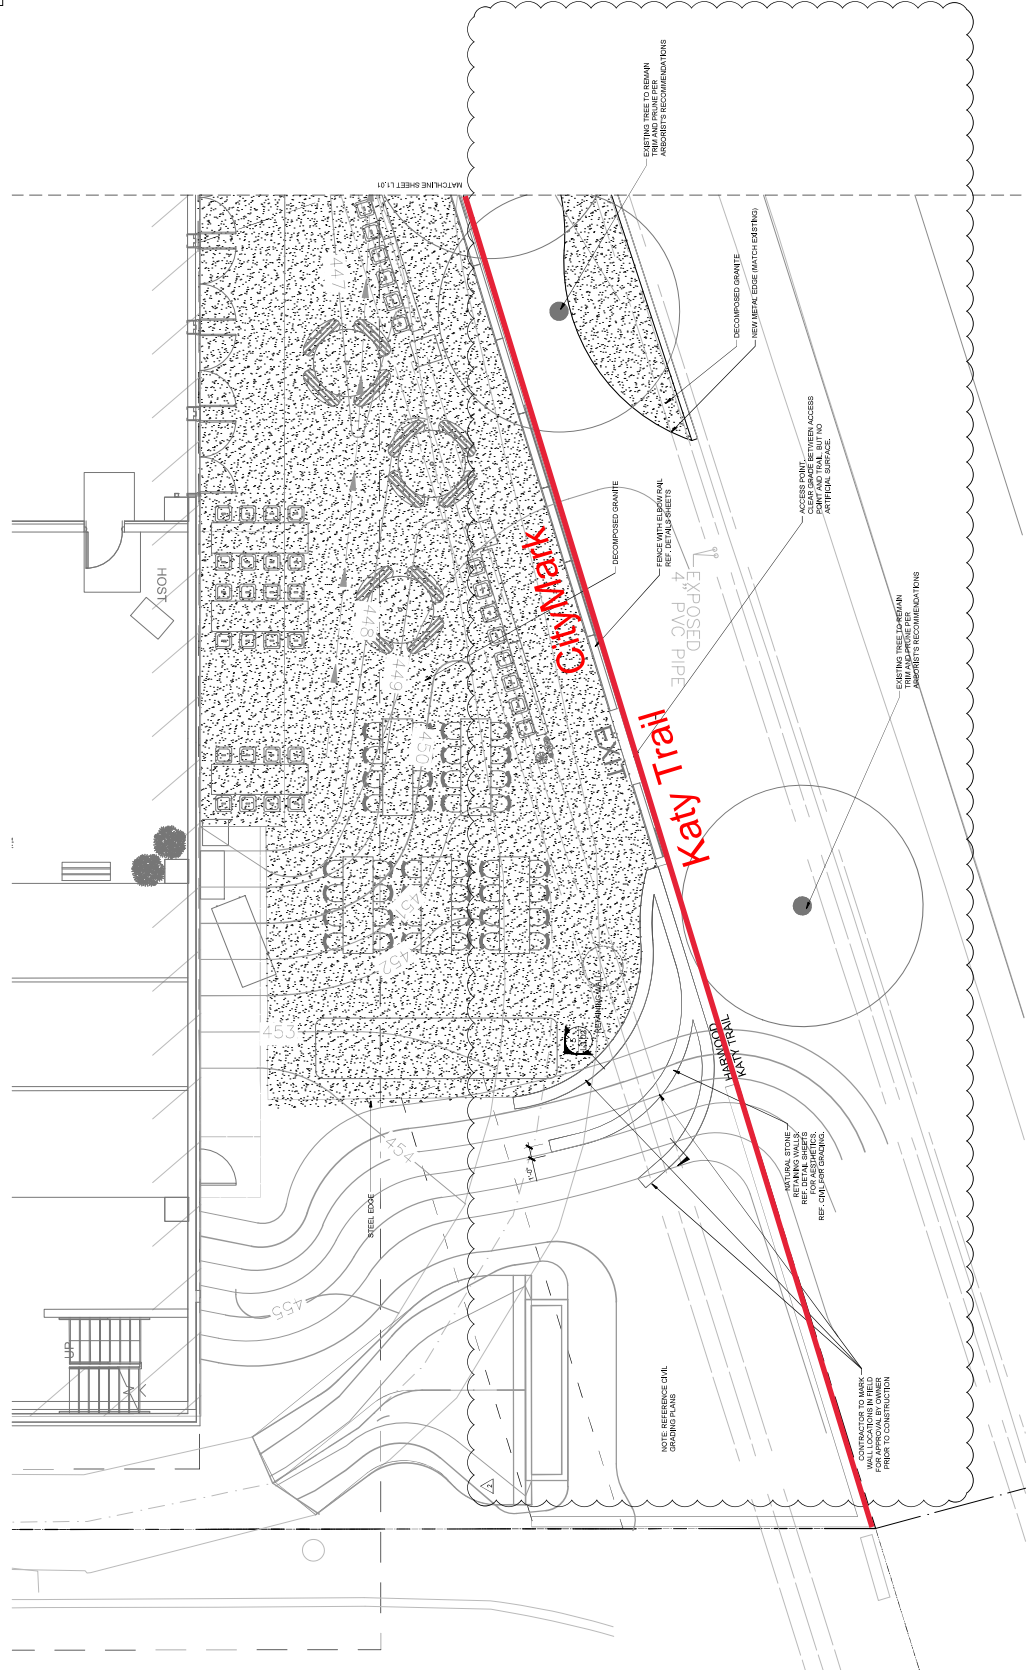 EXISTING TREE TO REMAIN
TRIM AND PRUNE PER
ARBORIST'S RECOMMENDATIONS
MATCHLINE SHEET L1.01
DECOMPOSED GRANITE
NEW METAL EDGE (MATCH EXISTING)
447
ACCESS POINT.
CLEAR GRADE BETWEEN ACCESS
POINT AND TRAIL, BUT NO
ARTIFICIAL SURFACE.
DECOMPOSED GRANITE
FENCE WITH ELBOW RAIL
REF. DETAILS SHEETS
CityMark
HOST
EXPOSED
4" PVC PIPE
448
449
EXISTING TREE TO REMAIN
TRIM AND PRUNE PER
ARBORIST'S RECOMMENDATIONS
EXIT
Katy Trail
450
451
452
453
RETAINING WALL
HARWOOD
KATY TRAIL
454
NATURAL STONE
RETAINING WALLS.
REF. DETAIL SHEETS
FOR AESTHETICS.
REF. CIVIL FOR GRADING.
STEEL EDGE
455
UP
NOTE: REFERENCE CIVIL
GRADING PLANS
CONTRACTOR TO MARK
WALL LOCATIONS IN FIELD
FOR APPROVAL BY OWNER
PRIOR TO CONSTRUCTION
2